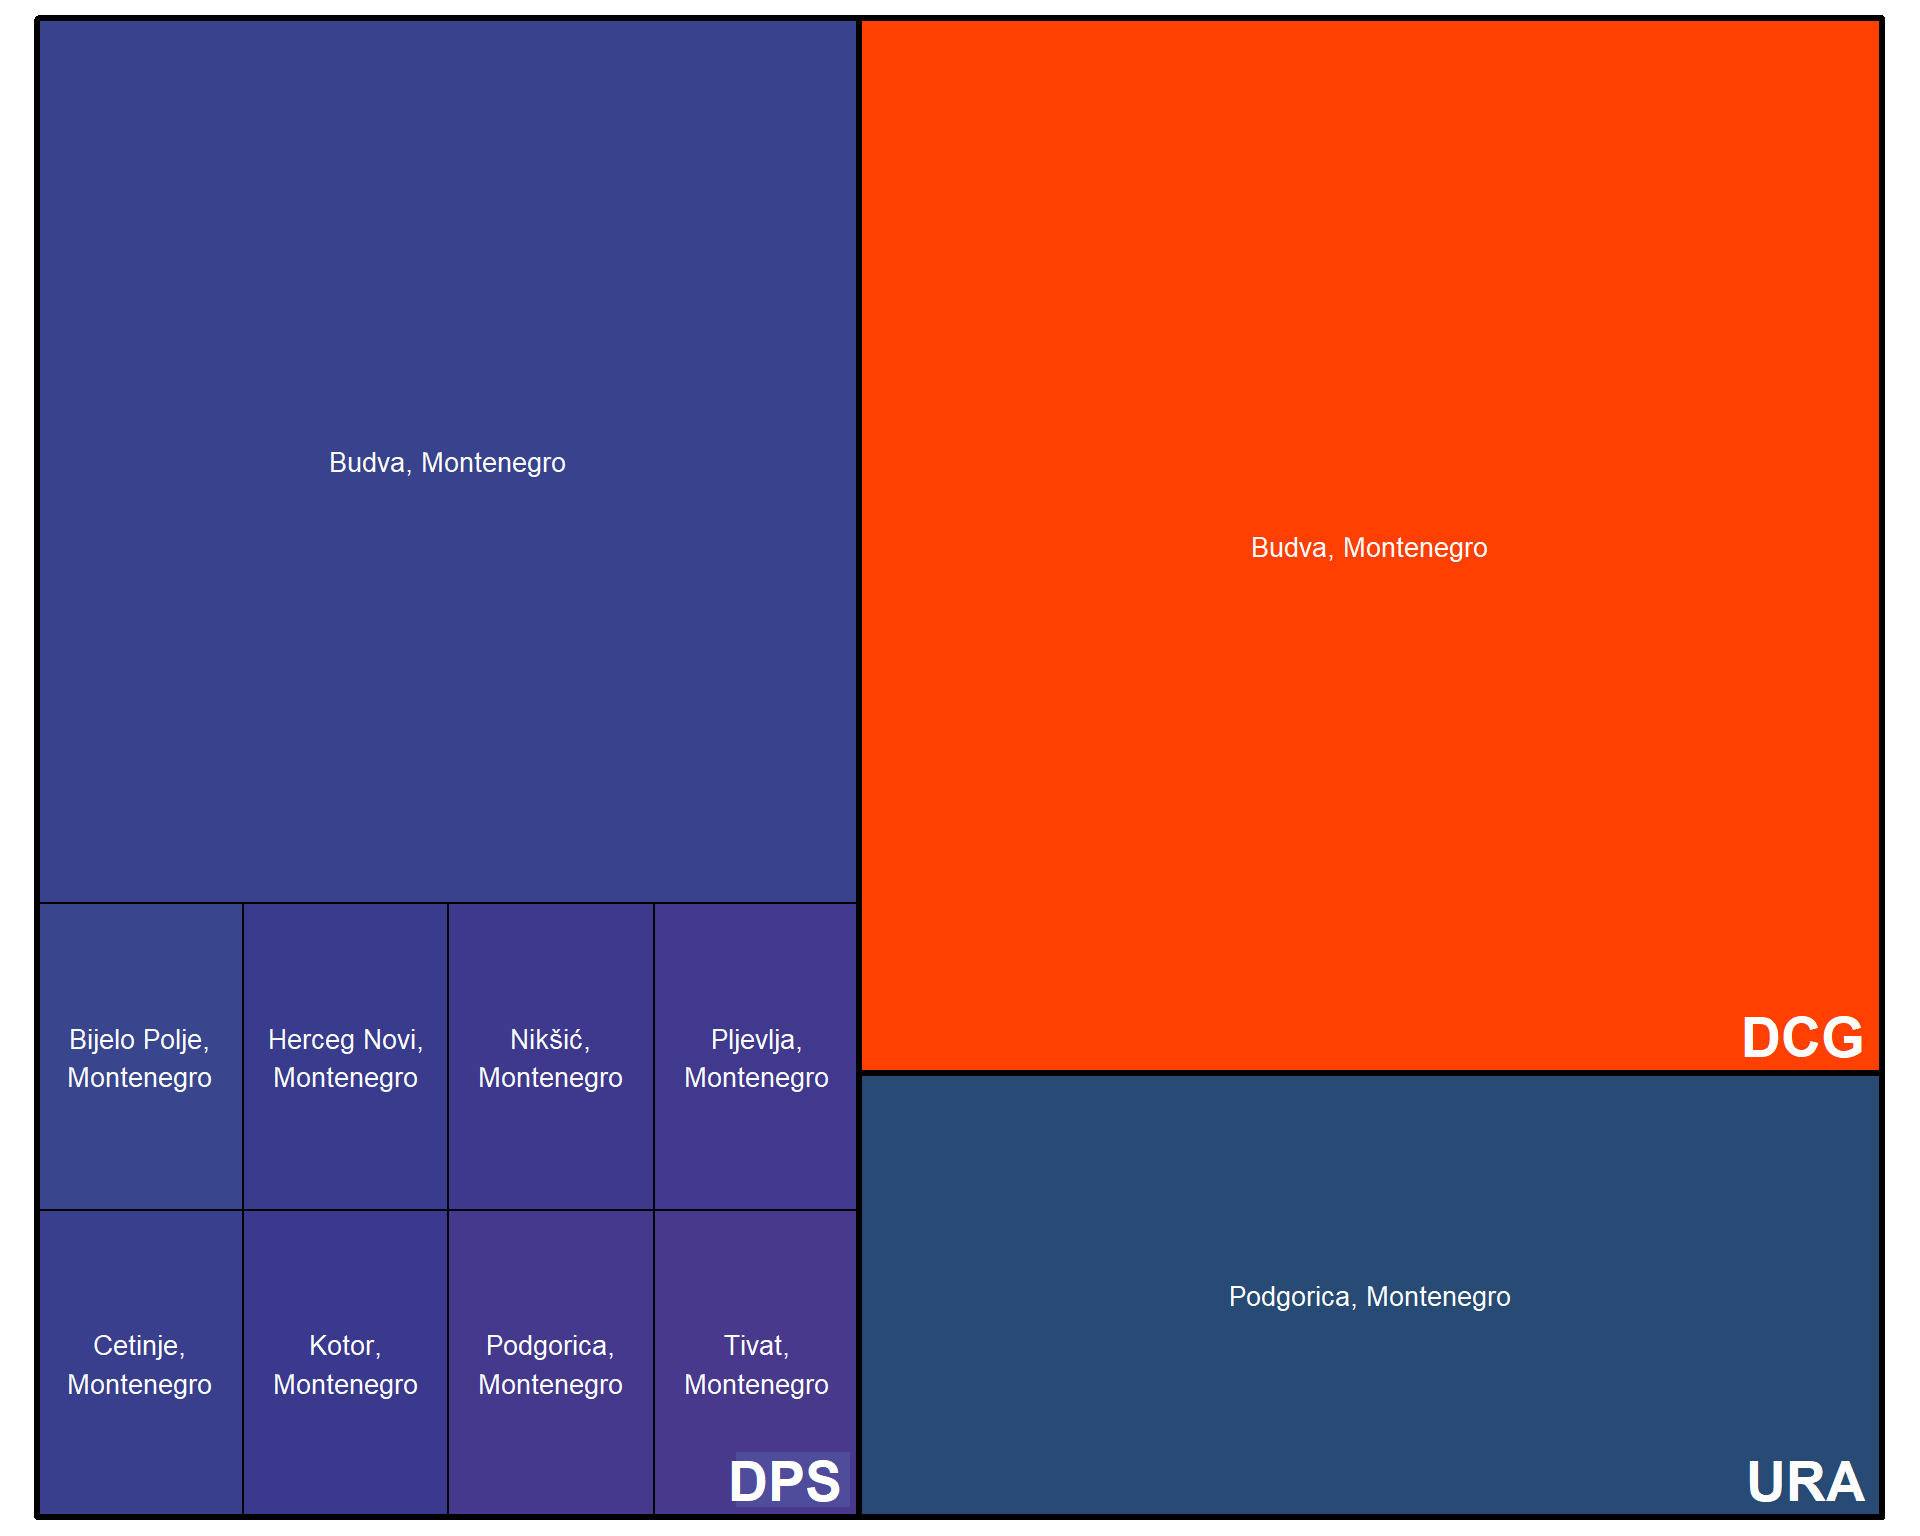 Budva, Montenegro
Bijelo Polje,
Montenegro
Herceg Novi,
Montenegro
Nikšić,
Montenegro
Pljevlja,
Montenegro
Cetinje,
Montenegro
Kotor,
Montenegro
Podgorica,
Montenegro
Tivat,
Montenegro
DPS
Budva, Montenegro
DCG
Podgorica, Montenegro
URA